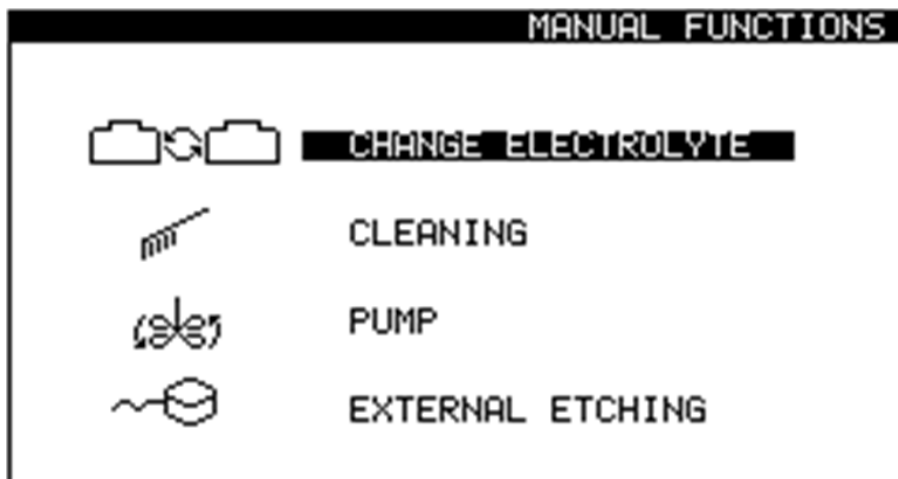 MANUAL FUNCTIONS
CHANGE ELECTROLYTE
CLEANING
PUMP
EXTERNAL ETCHING